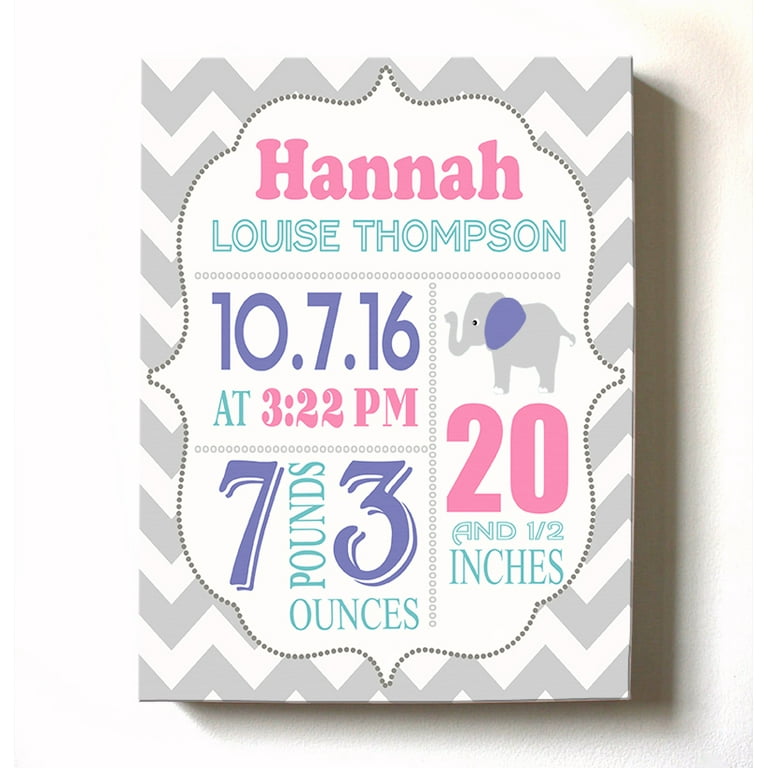 Hannah
LOUISE THOMPSON
10.7.16
AT 3:22 PM
7 POUNDS 3
OUNCES
20
AND 1/2
INCHES